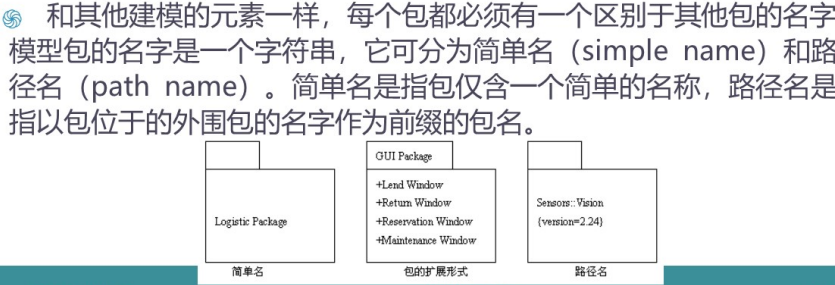 和其他建模的元素一样，每个包都必须有一个区别于其他包的名字
模型包的名字是一个字符串，它可分为简单名（simple name）和路
径名（path name）。简单名是指包仅含一个简单的名称，路径名是
指以包位于的外围包的名字作为前缀的包名。
Logistic Package
简单名
GUI Package
+Lend Window
+Return Window
+Reservation Window
+Maintenance Window
包的扩展形式
Sensors::Vision
{version=2.24}
路径名